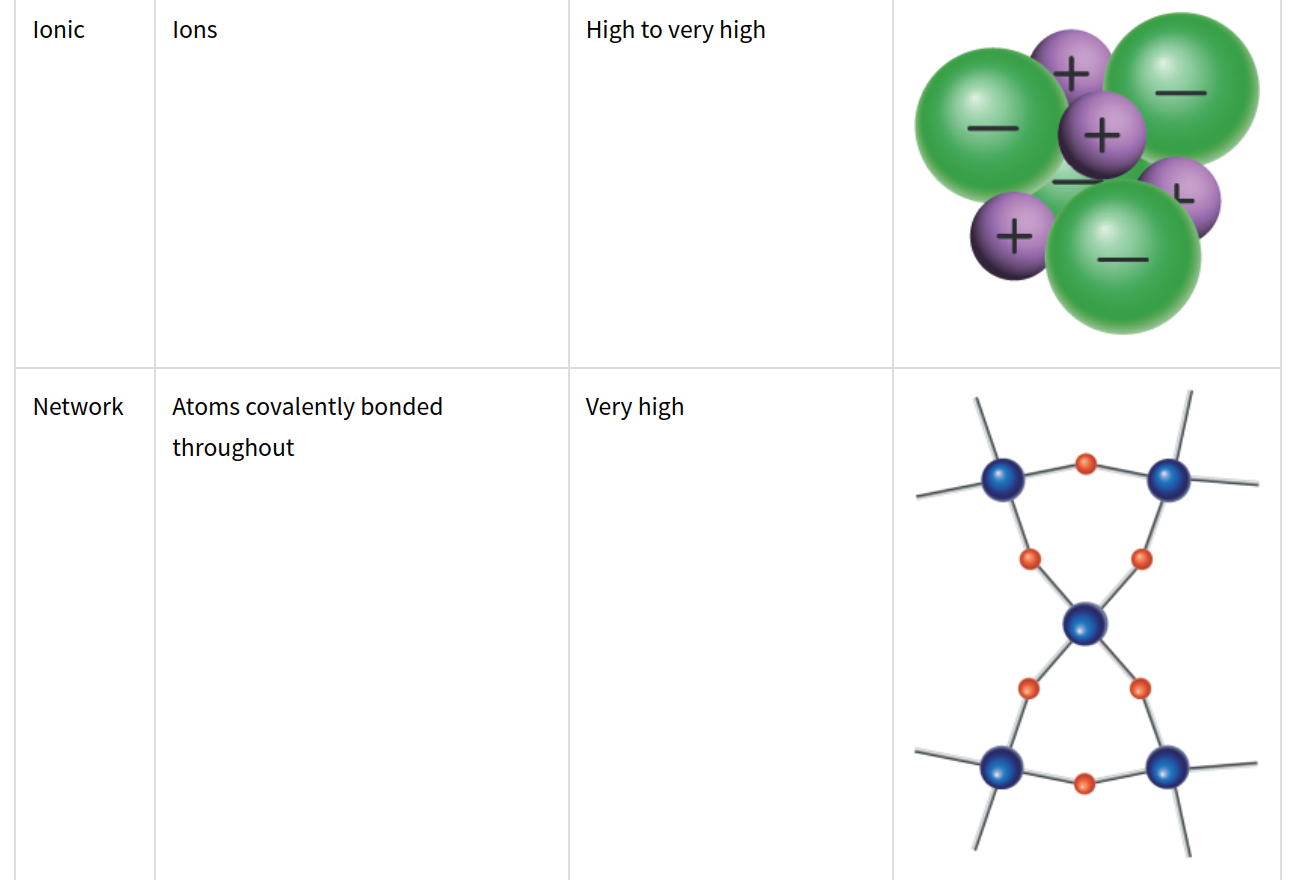 Ionic
Ions
High to very high
+
—
—
+
—
+
+
—
Network
Atoms covalently bonded
throughout
Very high